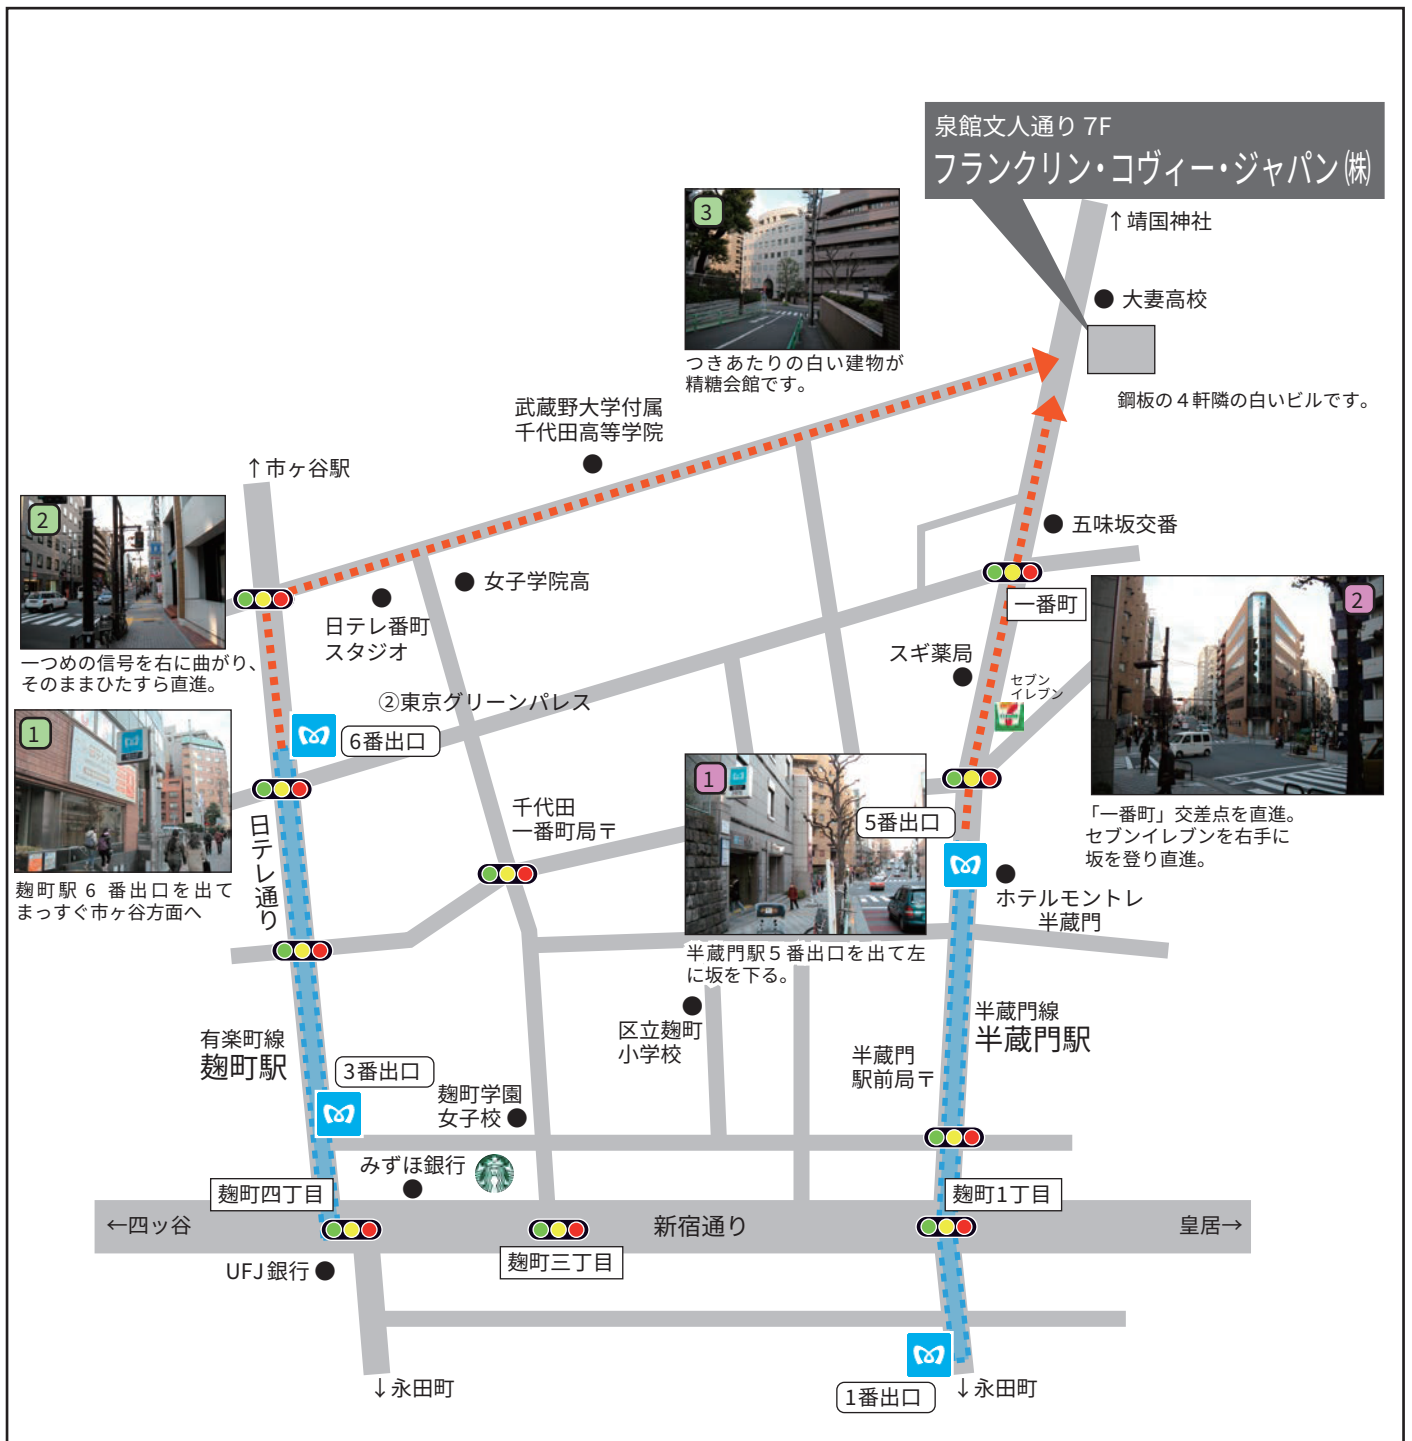 泉館文人通り 7F
フランクリン・コヴィー・ジャパン㈱
↑靖国神社
3
大妻高校
つきあたりの白い建物が
精糖会館です。
鋼板の４軒隣の白いビルです。
武蔵野大学付属
千代田高等学院
↑市ヶ谷駅
2
五味坂交番
女子学院高
一番町
2
日テレ番町
スタジオ
一つめの信号を右に曲がり、
そのままひたすら直進。
スギ薬局
セブン
イレブン
②東京グリーンパレス
1
6番出口
1
千代田
一番町局〒
5番出口
「一番町」交差点を直進。
セブンイレブンを右手に
坂を登り直進。
日テレ通り
麹町駅 6 番出口を出て
まっすぐ市ヶ谷方面へ
ホテルモントレ
半蔵門
半蔵門駅５番出口を出て左
に坂を下る。
有楽町線
麹町駅
区立麹町
小学校
半蔵門線
半蔵門駅
半蔵門
駅前局〒
3番出口
麹町学園
女子校
みずほ銀行
麹町四丁目
麹町1丁目
←四ッ谷
新宿通り
皇居→
麹町三丁目
UFJ 銀行
↓永田町
1番出口
↓永田町